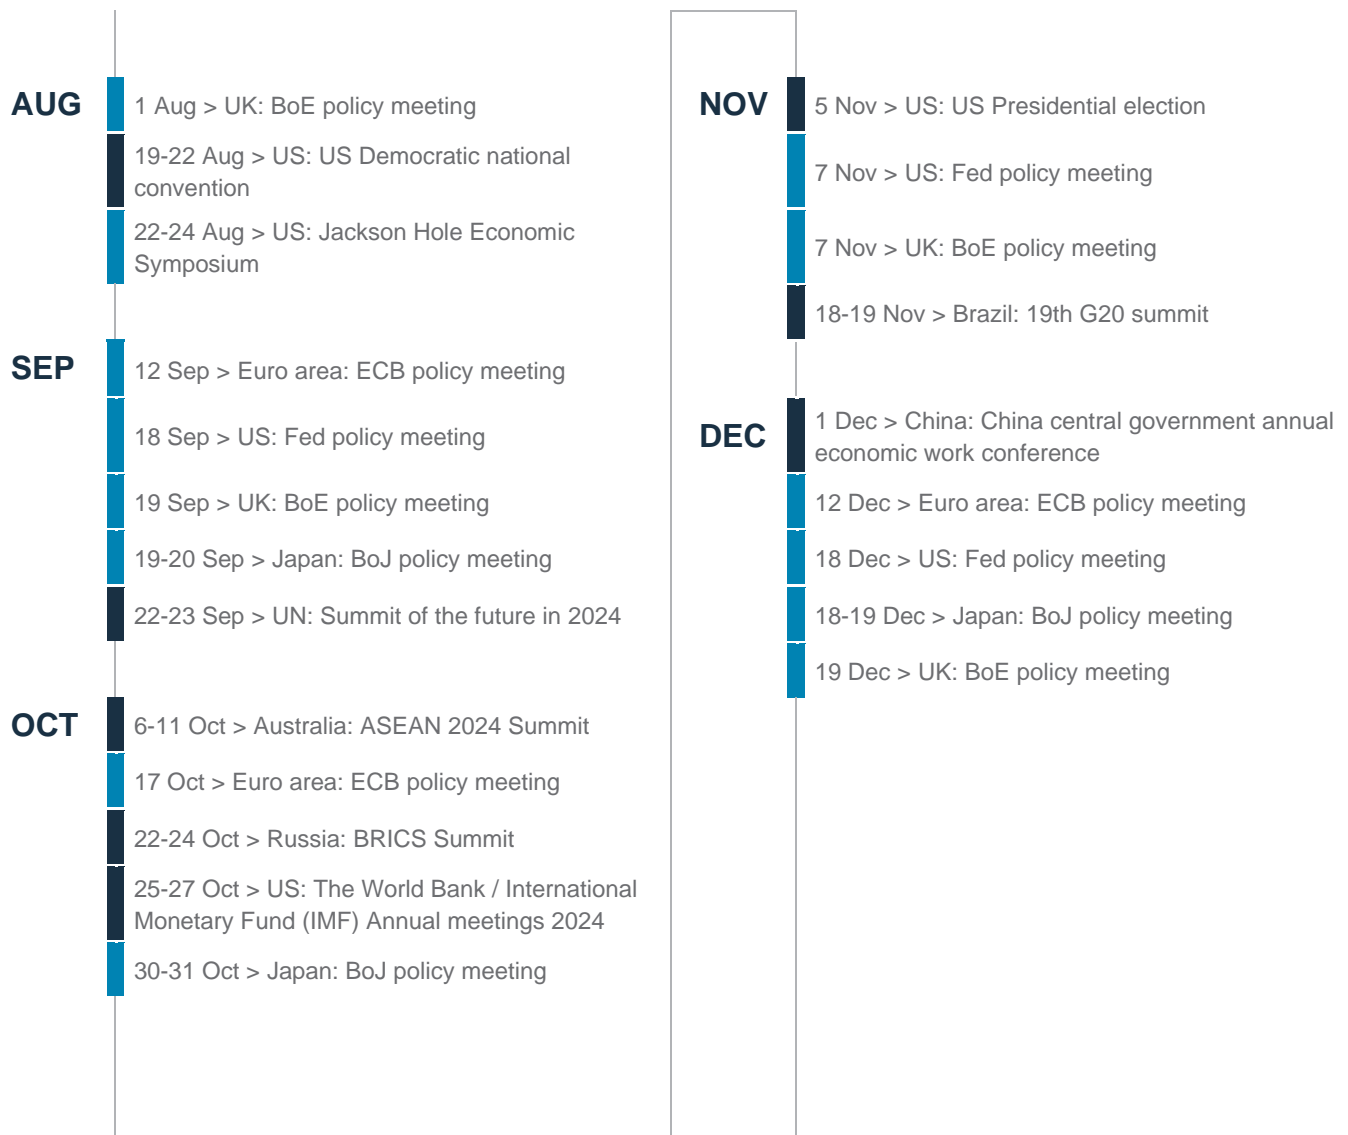 AUG
1 Aug > UK: BoE policy meeting
19-22 Aug > US: US Democratic national
convention
22-24 Aug > US: Jackson Hole Economic
Symposium
SEP
12 Sep > Euro area: ECB policy meeting
18 Sep > US: Fed policy meeting
19 Sep > UK: BoE policy meeting
19-20 Sep > Japan: BoJ policy meeting
22-23 Sep > UN: Summit of the future in 2024
OCT
6-11 Oct > Australia: ASEAN 2024 Summit
17 Oct > Euro area: ECB policy meeting
22-24 Oct > Russia: BRICS Summit
25-27 Oct > US: The World Bank / International
Monetary Fund (IMF) Annual meetings 2024
30-31 Oct > Japan: BoJ policy meeting
NOV
5 Nov > US: US Presidential election
7 Nov > US: Fed policy meeting
7 Nov > UK: BoE policy meeting
18-19 Nov > Brazil: 19th G20 summit
DEC
1 Dec > China: China central government annual
economic work conference
12 Dec > Euro area: ECB policy meeting
18 Dec > US: Fed policy meeting
18-19 Dec > Japan: BoJ policy meeting
19 Dec > UK: BoE policy meeting